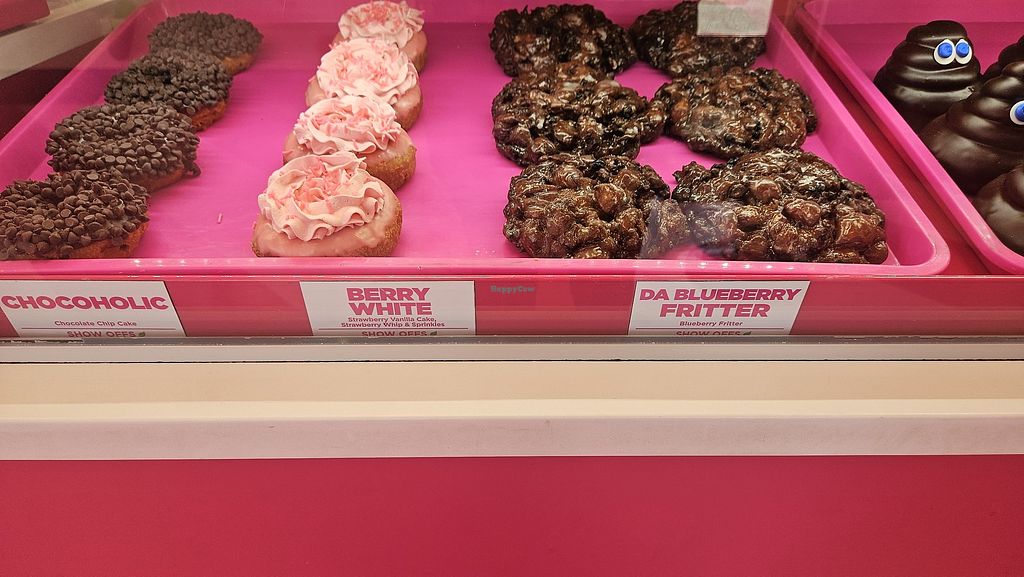 CHOCOHOLIC
Chocolate Chip Cake
SHOW OFFS
BERRY
WHITE
Strawberry Vanilla Cake,
Strawberry Whip & Sprinkles
SHOW OFFS
HappyCow
DA BLUEBERRY
FRITTER
Blueberry Fritter
SHOW OFFS